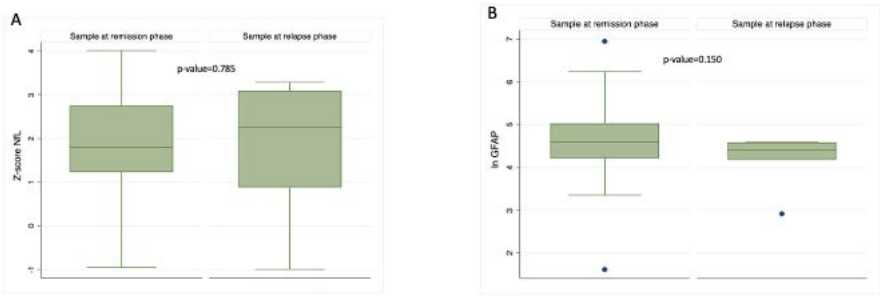 A
Sample at remission phase
Sample at relapse phase
p-value=0.785
Z-score NfL
4
3
2
1
0
-1
B
Sample at remission phase
Sample at relapse phase
p-value=0.150
ln GFAP
7
6
5
4
3
2